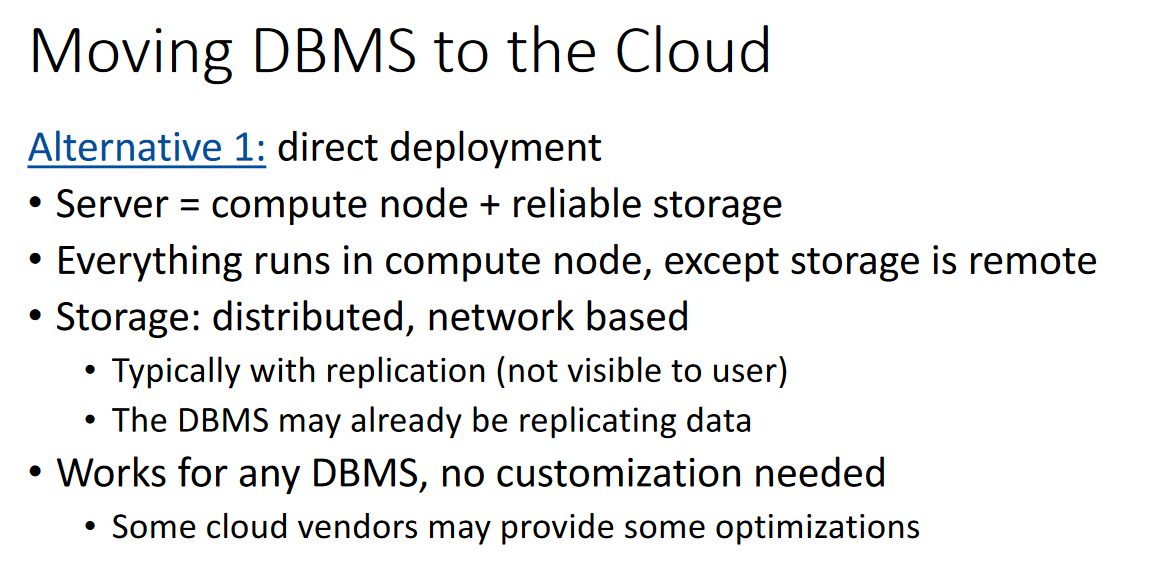 Moving DBMS to the Cloud
Alternative 1: direct deployment
• Server = compute node + reliable storage
• Everything runs in compute node, except storage is remote
• Storage: distributed, network based
• Typically with replication (not visible to user)
• The DBMS may already be replicating data
• Works for any DBMS, no customization needed
• Some cloud vendors may provide some optimizations